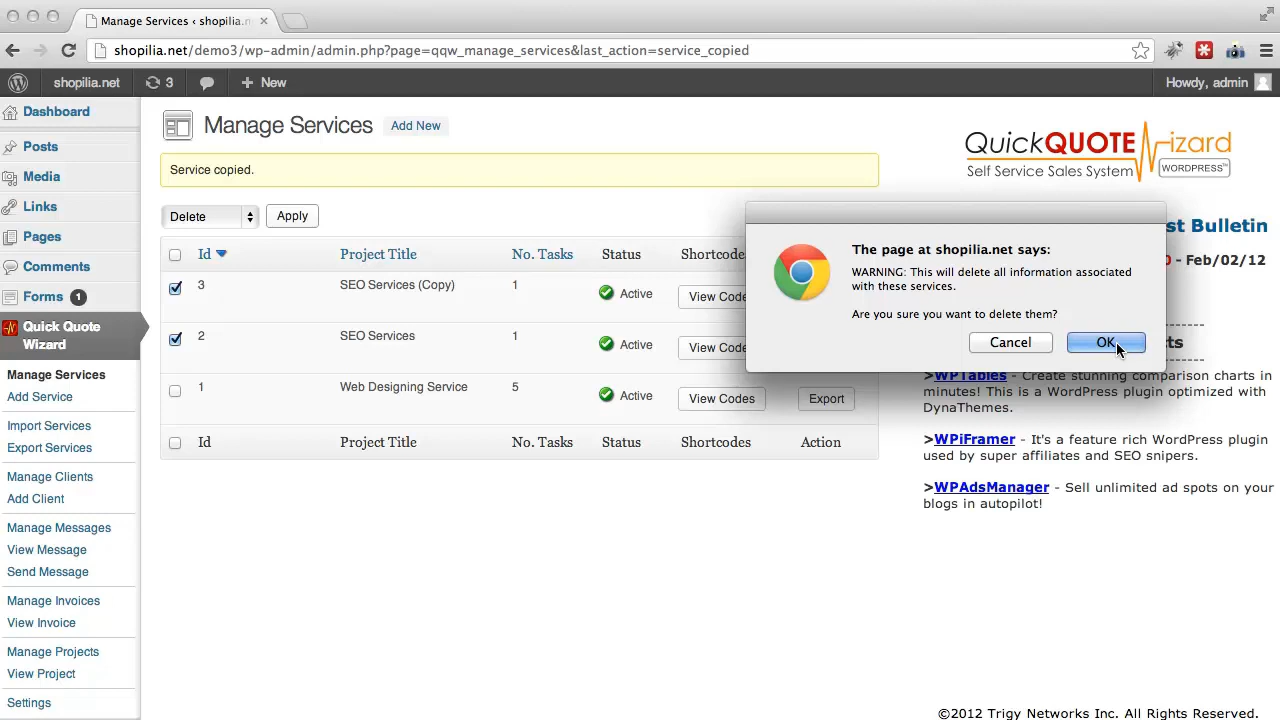 Manage Services ‹ shopilia.n
shopilia.net/demo3/wp-admin/admin.php?page=qqw_manage_services&last_action=service_copied
shopilia.net
3
New
Howdy, admin
Dashboard
Posts
Media
Links
Pages
Comments
Forms 1
Quick Quote
Wizard
Manage Services
Add Service
Import Services
Export Services
Manage Clients
Add Client
Manage Messages
View Message
Send Message
Manage Invoices
View Invoice
Manage Projects
View Project
Settings
Manage Services
Add New
Service copied.
Delete
Apply
Id Project Title No. Tasks Status Shortcode
3 SEO Services (Copy) 1 Active View Code
2 SEO Services 1 Active View Code
1 Web Designing Service 5 Active View Codes Export
Id Project Title No. Tasks Status Shortcodes Action
The page at shopilia.net says:
WARNING: This will delete all information associated
with these services.
Are you sure you want to delete them?
Cancel
OK
QuickQUOTE izard
Self Service Sales System
WORDPRESS™
st Bulletin
0 - Feb/02/12
ts
>WPTables - Create stunning comparison charts in
minutes! This is a WordPress plugin optimized with
DynaThemes.
>WPiFramer - It's a feature rich WordPress plugin
used by super affiliates and SEO snipers.
>WPAdsManager - Sell unlimited ad spots on your
blogs in autopilot!
©2012 Trigy Networks Inc. All Rights Reserved.